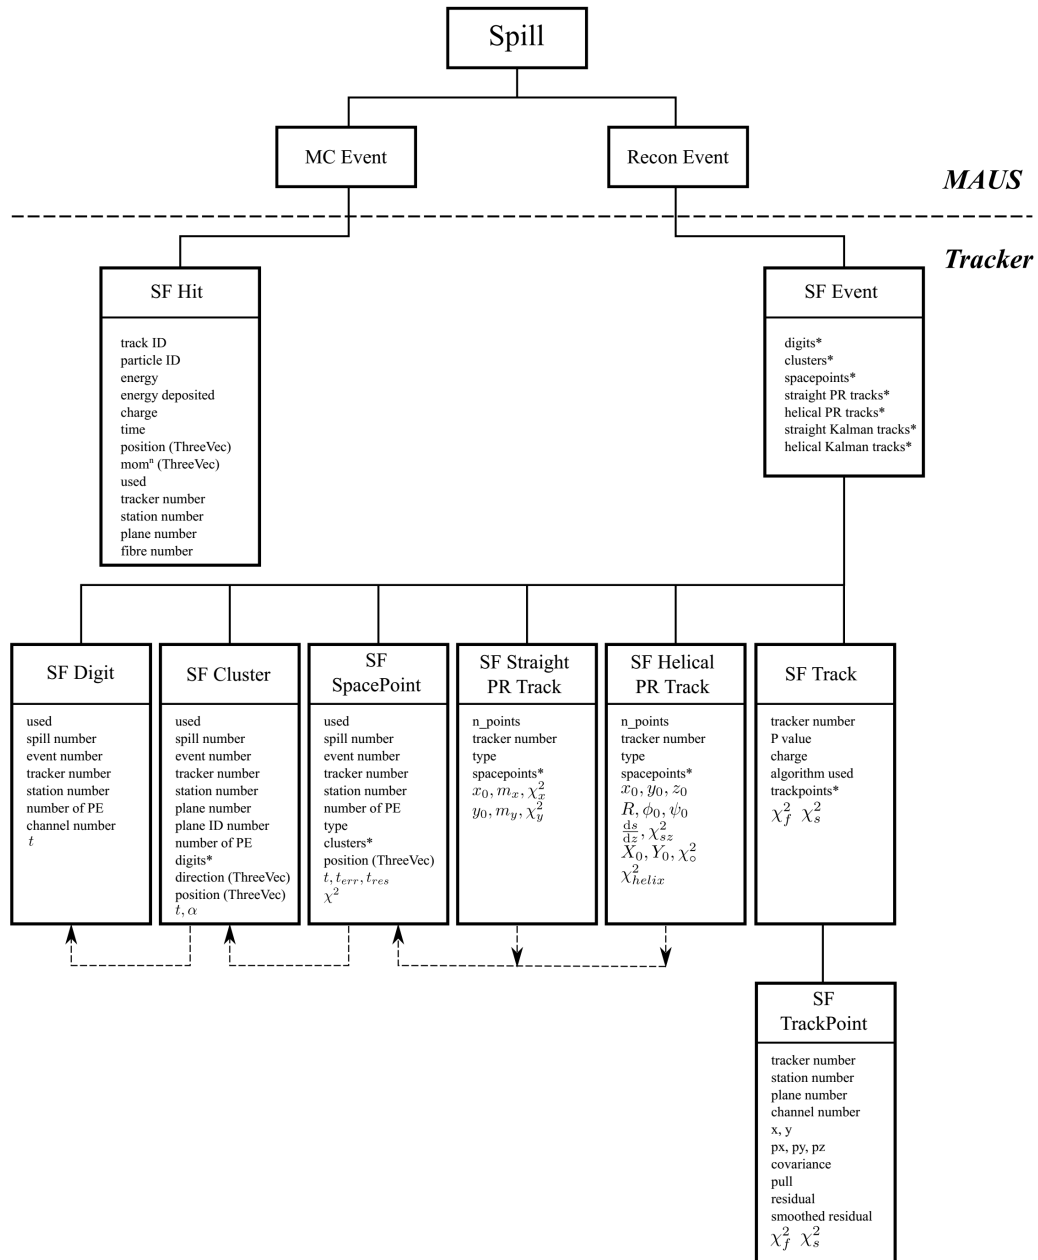 Spill
MC Event
Recon Event
MAUS
Tracker
SF Hit
track ID
particle ID
energy
energy deposited
charge
time
position (ThreeVec)
momⁿ (ThreeVec)
used
tracker number
station number
plane number
fibre number
SF Event
digits*
clusters*
spacepoints*
straight PR tracks*
helical PR tracks*
straight Kalman tracks*
helical Kalman tracks*
SF Digit
used
spill number
event number
tracker number
station number
number of PE
channel number
t
SF Cluster
used
spill number
event number
tracker number
station number
plane number
plane ID number
number of PE
digits*
direction (ThreeVec)
position (ThreeVec)
t, α
SF
SpacePoint
used
spill number
event number
tracker number
station number
number of PE
type
clusters*
position (ThreeVec)
t, t_err, t_res
χ²
SF Straight
PR Track
n_points
tracker number
type
spacepoints*
x₀, m_x, χ²_x
y₀, m_y, χ²_y
SF Helical
PR Track
n_points
tracker number
type
spacepoints*
x₀, y₀, z₀
R, ϕ₀, ψ₀
ds/dz, χ²_sz
X₀, Y₀, χ²_∘
χ²_helix
SF Track
tracker number
P value
charge
algorithm used
trackpoints*
χ²_f χ²_s
SF
TrackPoint
tracker number
station number
plane number
channel number
x, y
px, py, pz
covariance
pull
residual
smoothed residual
χ²_f χ²_s